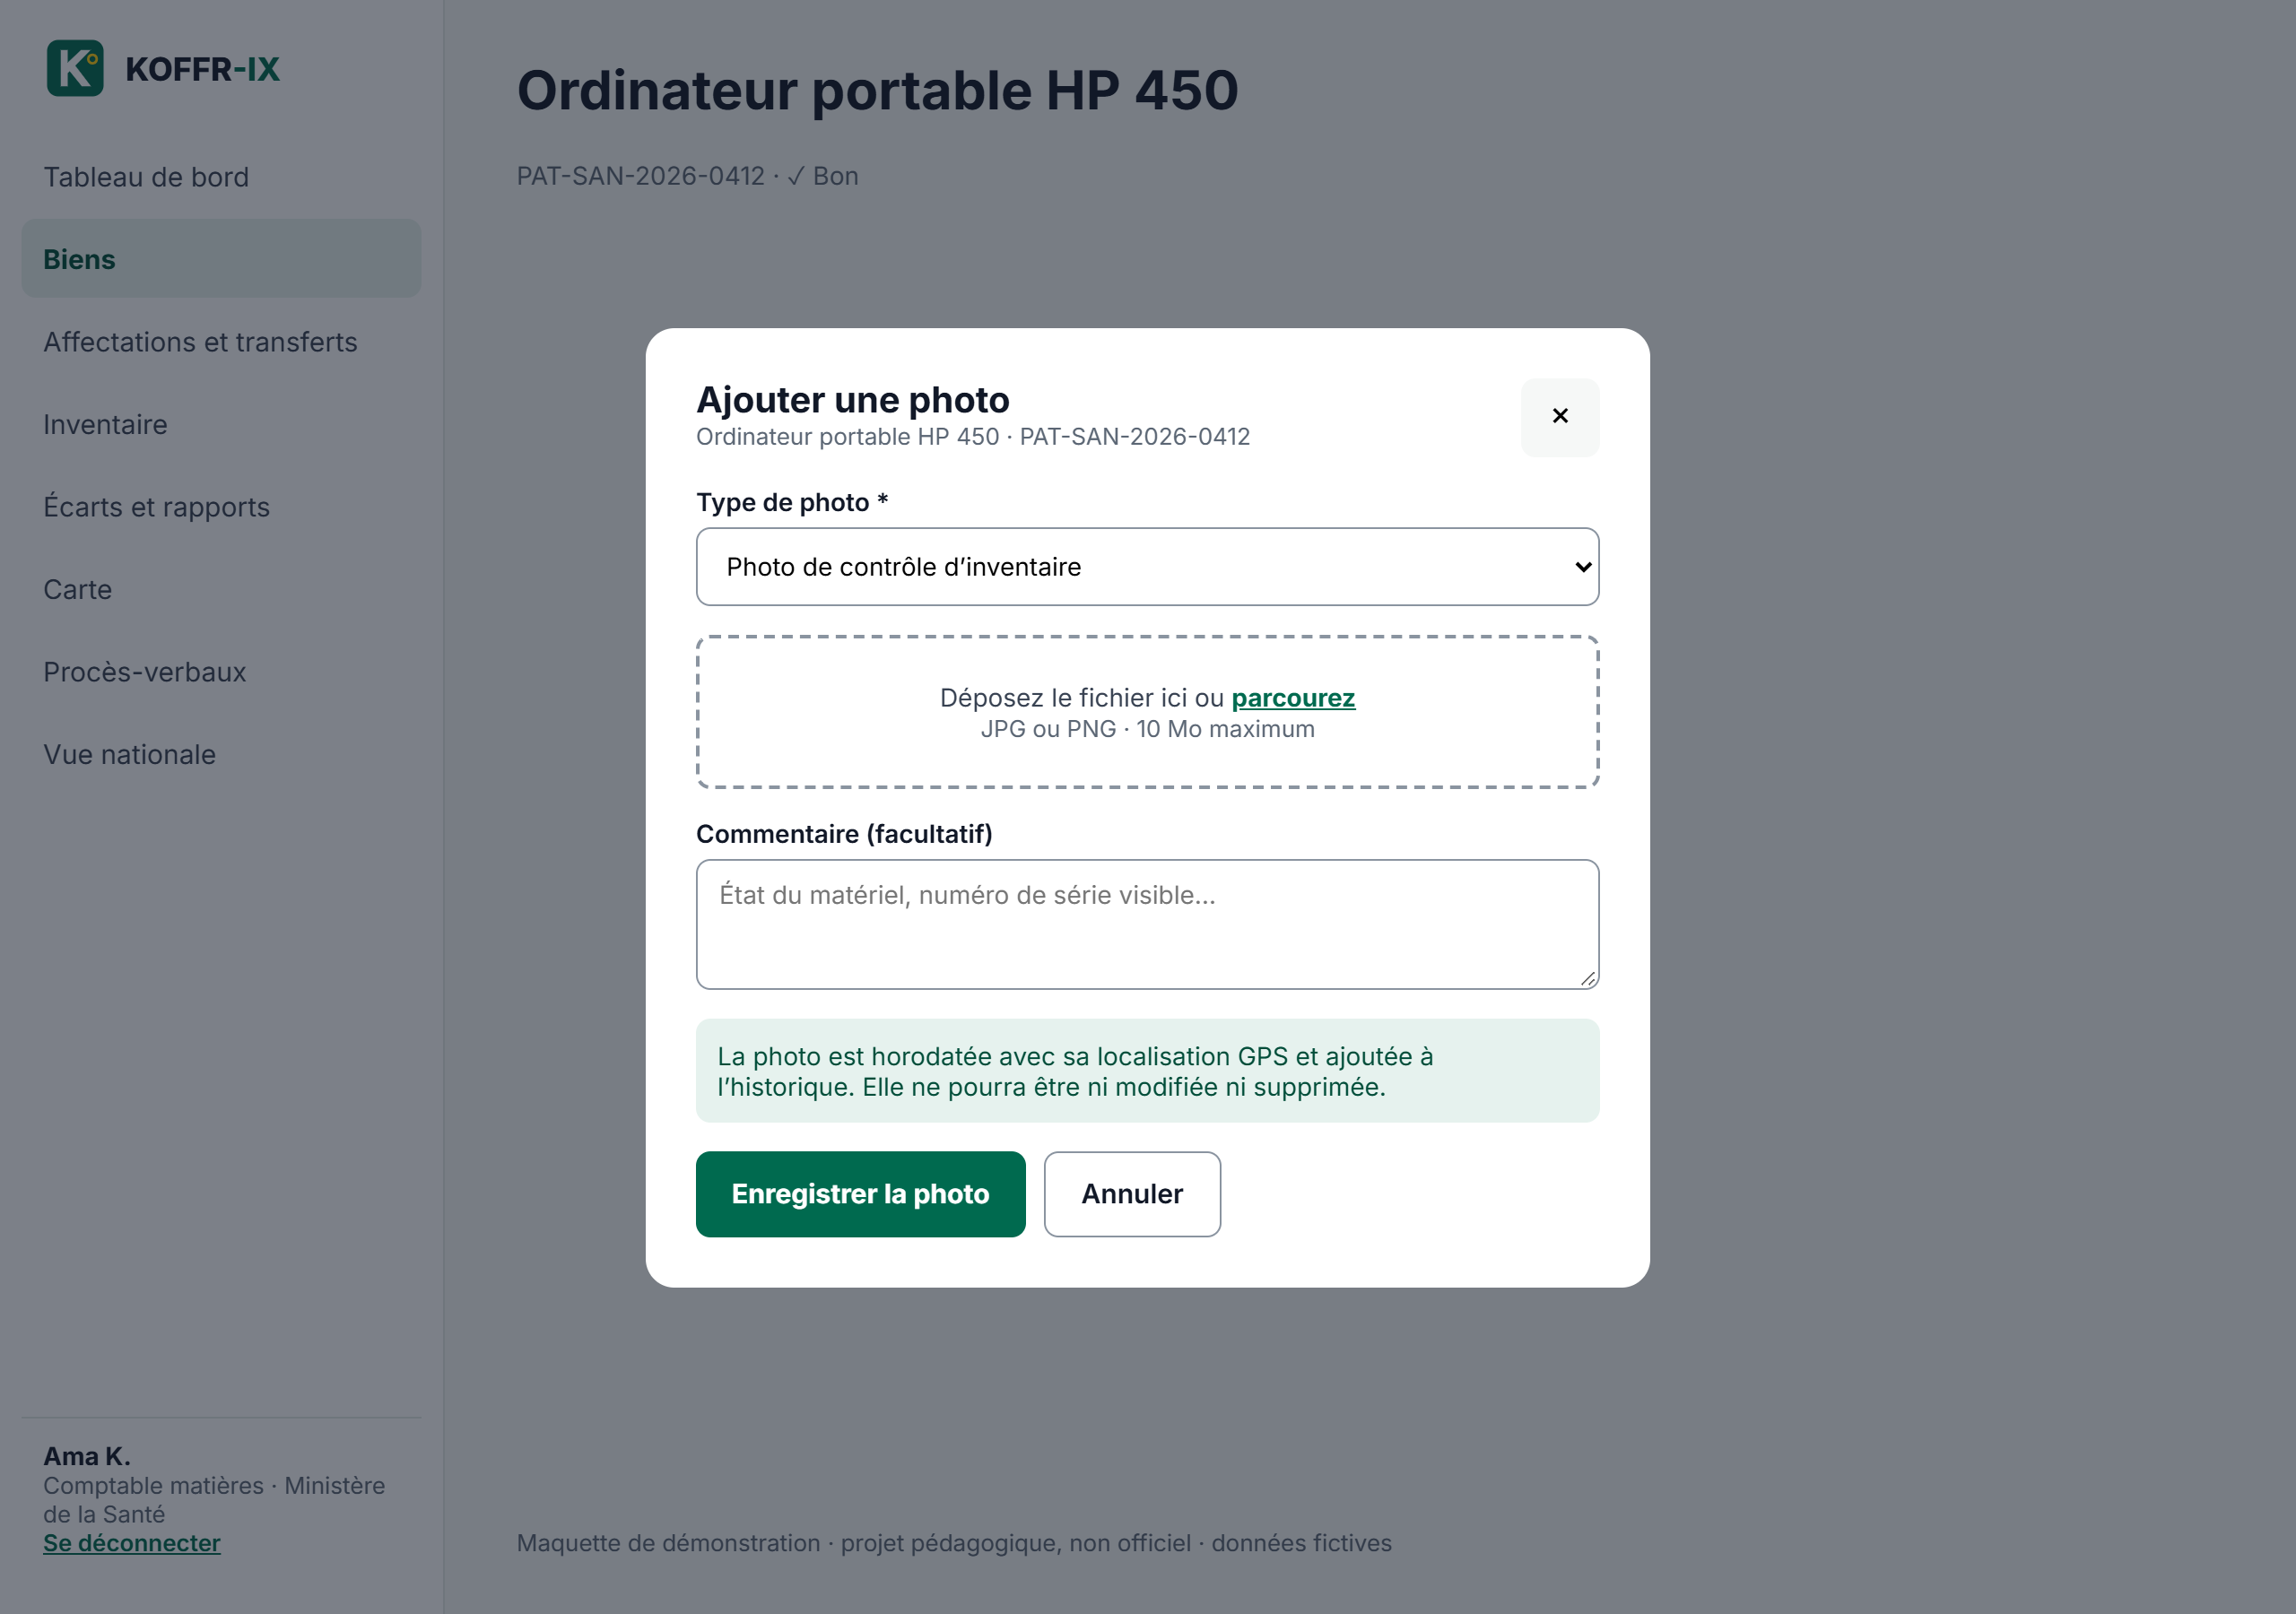 KOFFR-IX
Tableau de bord
Biens
Affectations et transferts
Inventaire
Écarts et rapports
Carte
Procès-verbaux
Vue nationale
Ama K.
Comptable matières · Ministère
de la Santé
Se déconnecter
Ordinateur portable HP 450
PAT-SAN-2026-0412 · ✓ Bon
Ajouter une photo
Ordinateur portable HP 450 · PAT-SAN-2026-0412
×
Type de photo *
Photo de contrôle d’inventaire
Déposez le fichier ici ou parcourez
JPG ou PNG · 10 Mo maximum
Commentaire (facultatif)
État du matériel, numéro de série visible…
La photo est horodatée avec sa localisation GPS et ajoutée à
l’historique. Elle ne pourra être ni modifiée ni supprimée.
Enregistrer la photo
Annuler
Maquette de démonstration · projet pédagogique, non officiel · données fictives